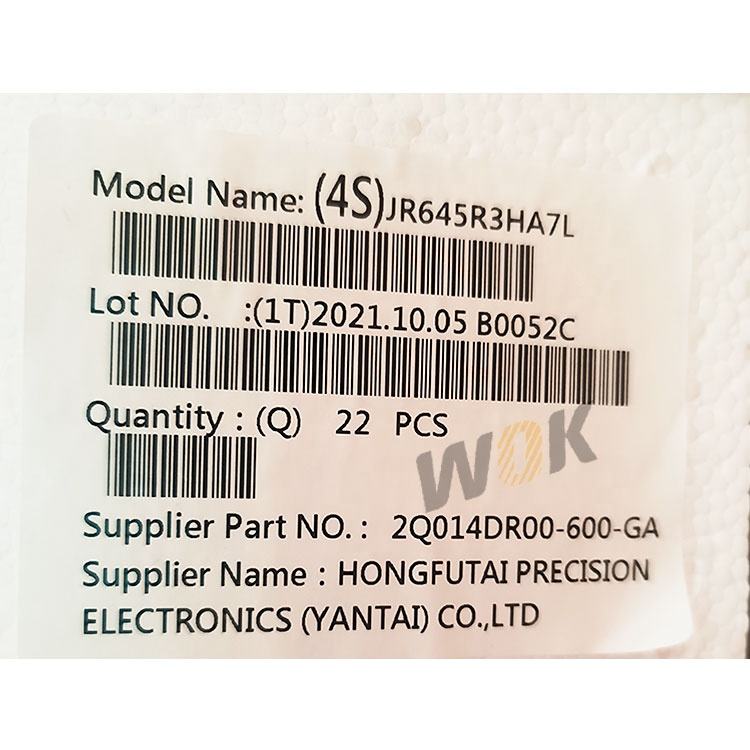 Model Name: (4S)JR645R3HA7L
Lot NO. :(1T)2021.10.05 B0052C
Quantity : (Q) 22 PCS
WOK
Supplier Part NO. : 2Q014DR00-600-GA
Supplier Name : HONGFUTAI PRECISION
ELECTRONICS (YANTAI) CO.,LTD